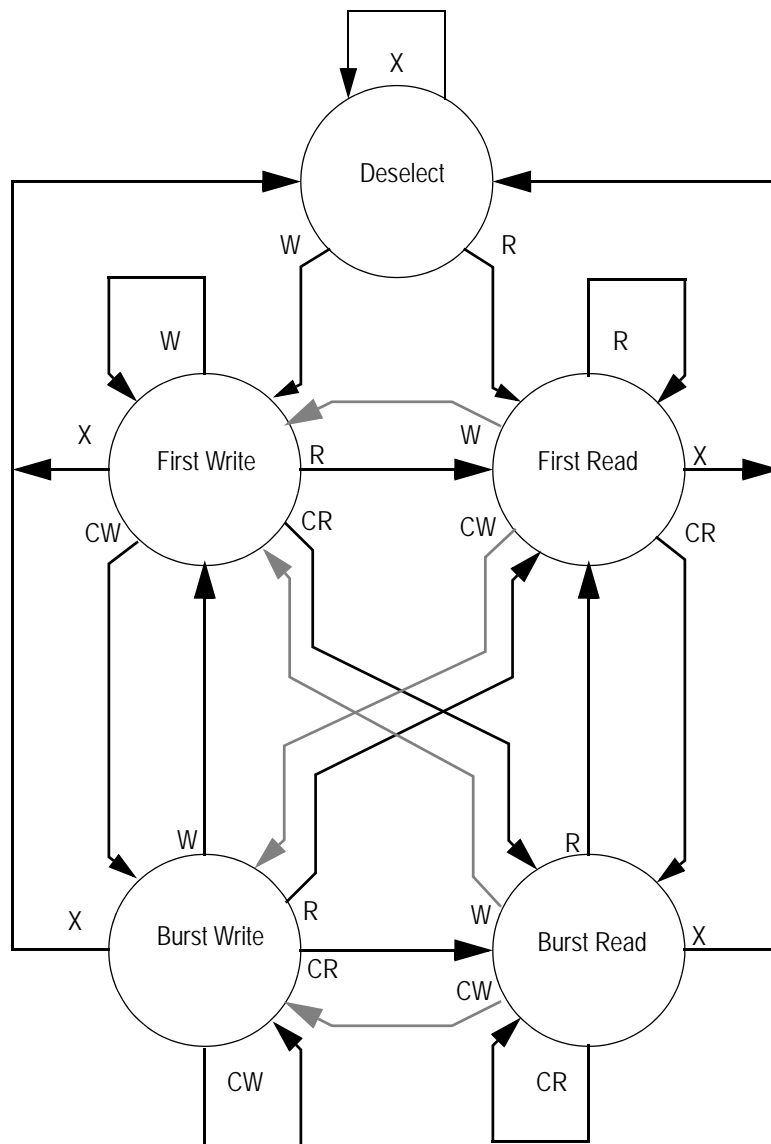 X
Deselect
W
R
W
R
X
W
First Write
R
First Read
X
CW
CR
CW
CR
W
R
X
R
W
X
Burst Write
Burst Read
CR
CW
CW
CR